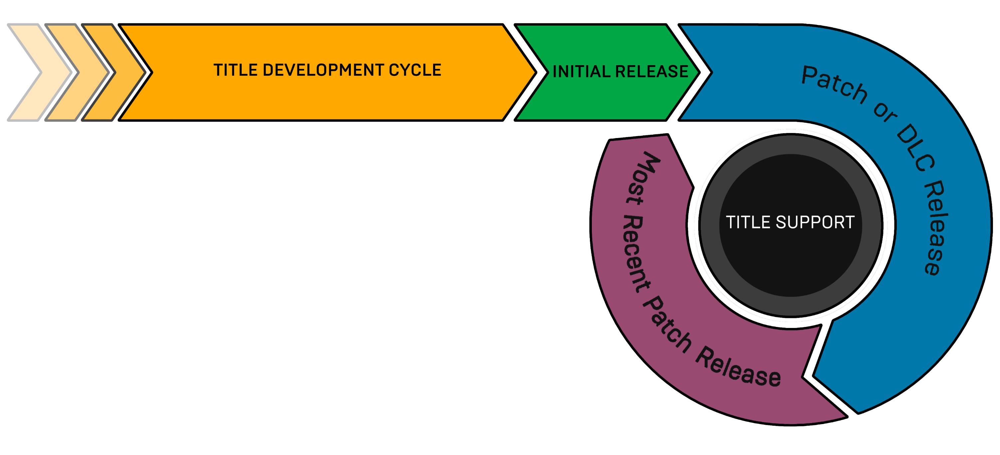 TITLE DEVELOPMENT CYCLE
INITIAL RELEASE
Patch or DLC Release
TITLE SUPPORT
Most Recent Patch Release